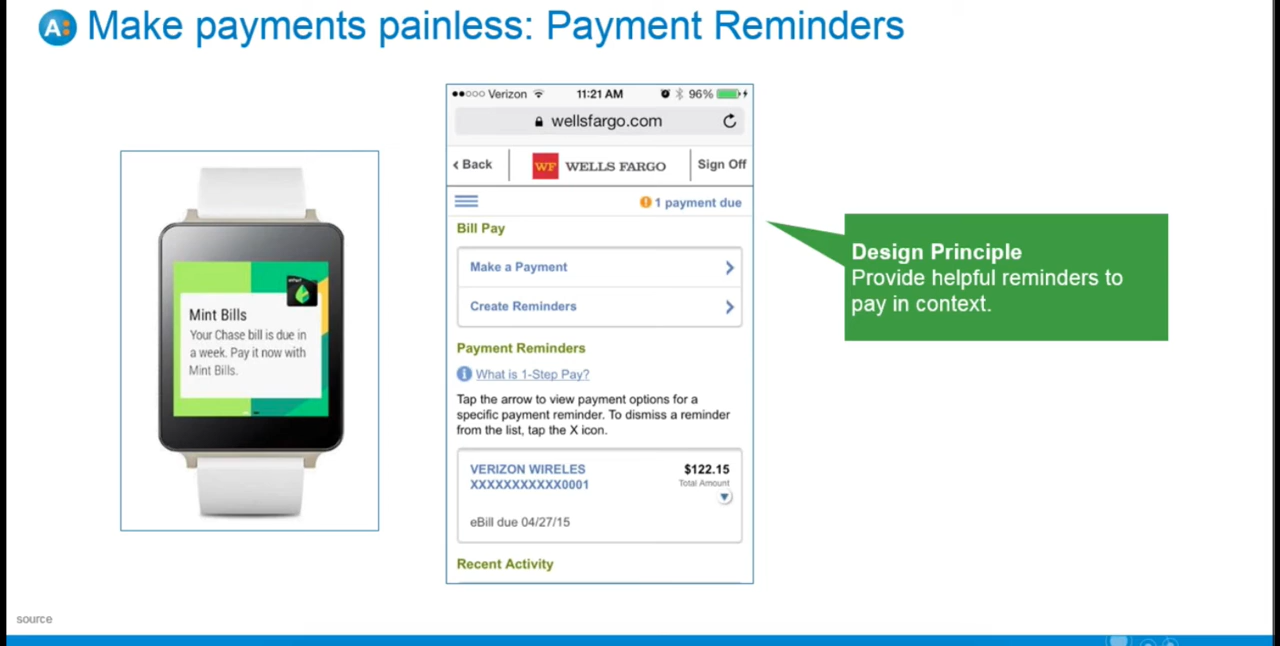 A:
Make payments painless: Payment Reminders
Mint Bills
Your Chase bill is due in
a week. Pay it now with
Mint Bills.
Verizon
11:21 AM
96%
wellsfargo.com
Back
WF
WELLS FARGO
Sign Off
1 payment due
Bill Pay
Make a Payment
Create Reminders
Payment Reminders
What is 1-Step Pay?
Tap the arrow to view payment options for a
specific payment reminder. To dismiss a reminder
from the list, tap the X icon.
VERIZON WIRELES
$122.15
XXXXXXXXXXX0001
Total Amount
eBill due 04/27/15
Recent Activity
Design Principle
Provide helpful reminders to
pay in context.
source